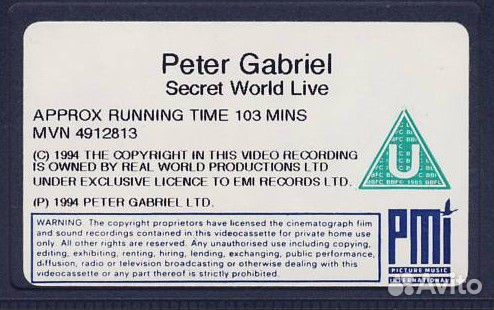 Peter Gabriel
Secret World Live
APPROX RUNNING TIME 103 MINS
MVN 4912813
(C) 1994 THE COPYRIGHT IN THIS VIDEO RECORDING
IS OWNED BY REAL WORLD PRODUCTIONS LTD
UNDER EXCLUSIVE LICENCE TO EMI RECORDS LTD.
(P) 1994 PETER GABRIEL LTD.
U
WARNING: The copyright proprietors have licensed the cinematograph film
and sound recordings contained in this videocassette for private home use
only. All other rights are reserved. Any unauthorised use including copying,
editing, exhibiting, renting, hiring, lending, exchanging, public performance,
diffusion, radio or television broadcasting or otherwise dealing with this
videocassette or any part thereof is strictly prohibited.
PMI
PICTURE MUSIC
INTERNATIONAL
Avito